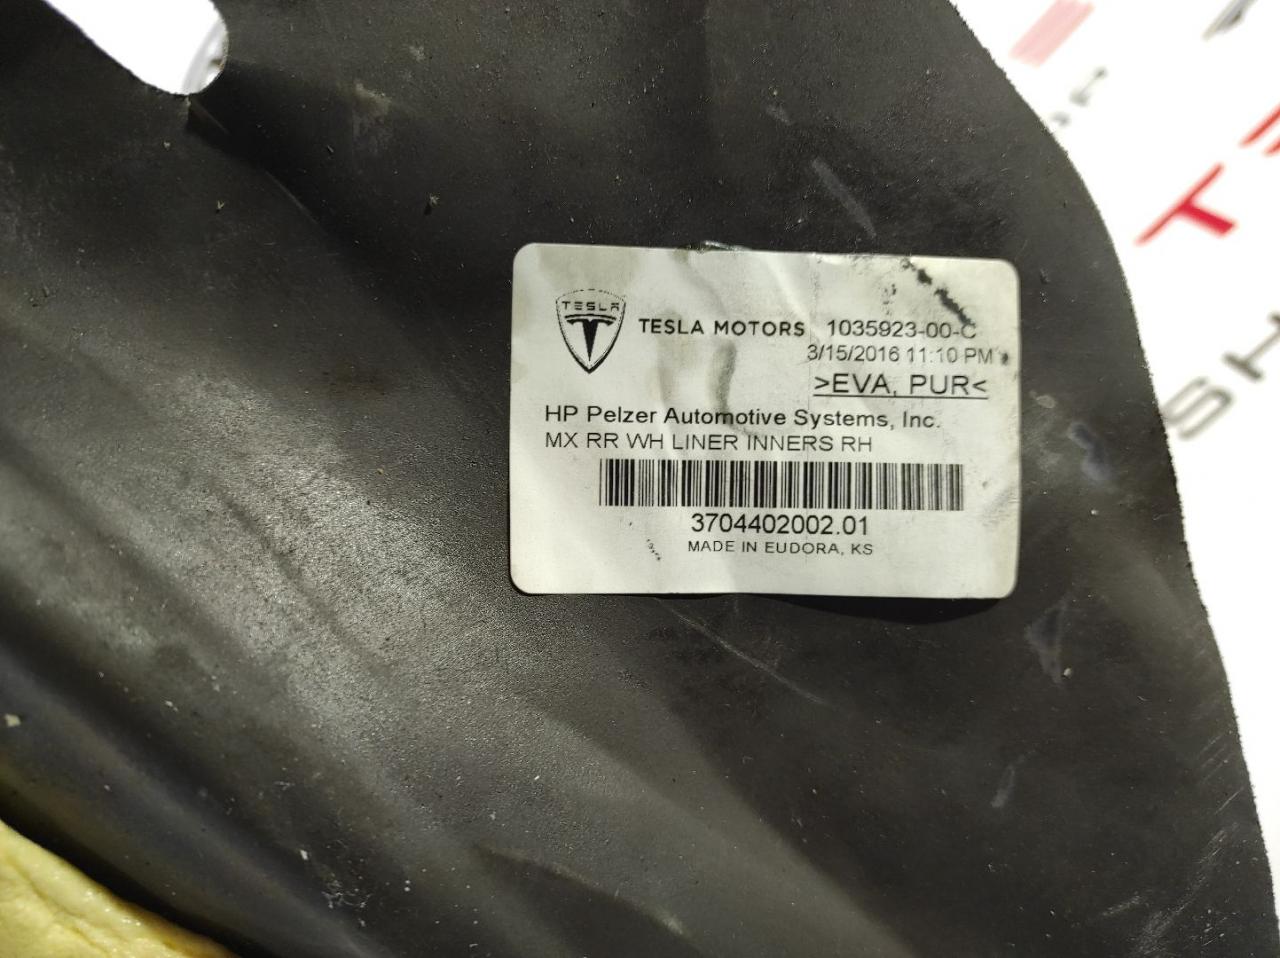 TESLA
TESLA MOTORS 1035923-00-C
3/15/2016 11:10 PM
>EVA, PUR<
HP Pelzer Automotive Systems, Inc.
MX RR WH LINER INNERS RH
3704402002.01
MADE IN EUDORA, KS